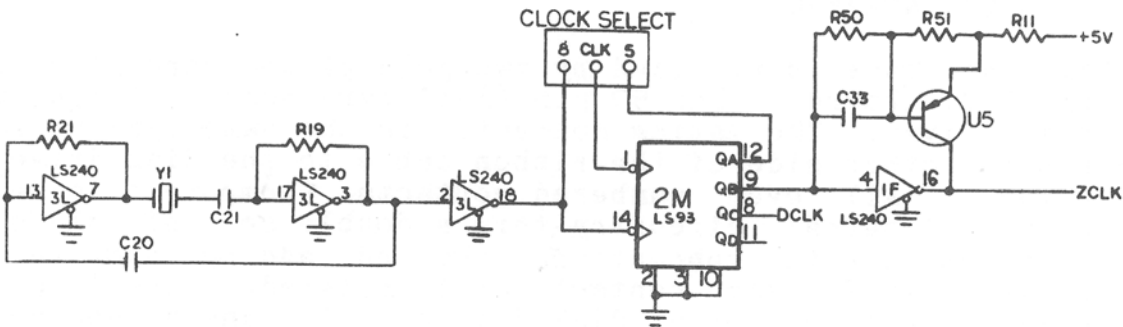 CLOCK SELECT
8 CLK 5
R50 R51 R11
+5V
C33
U5
R21
LS240
13 3L 7
Y1
C21
R19
LS240
17 3L 3
C20
LS240
2 3L 18
1
14
2M
LS93
QA 12
QB 9
QC 8
DCLK
QD 11
2 3 10
4 1F 16
LS240
ZCLK